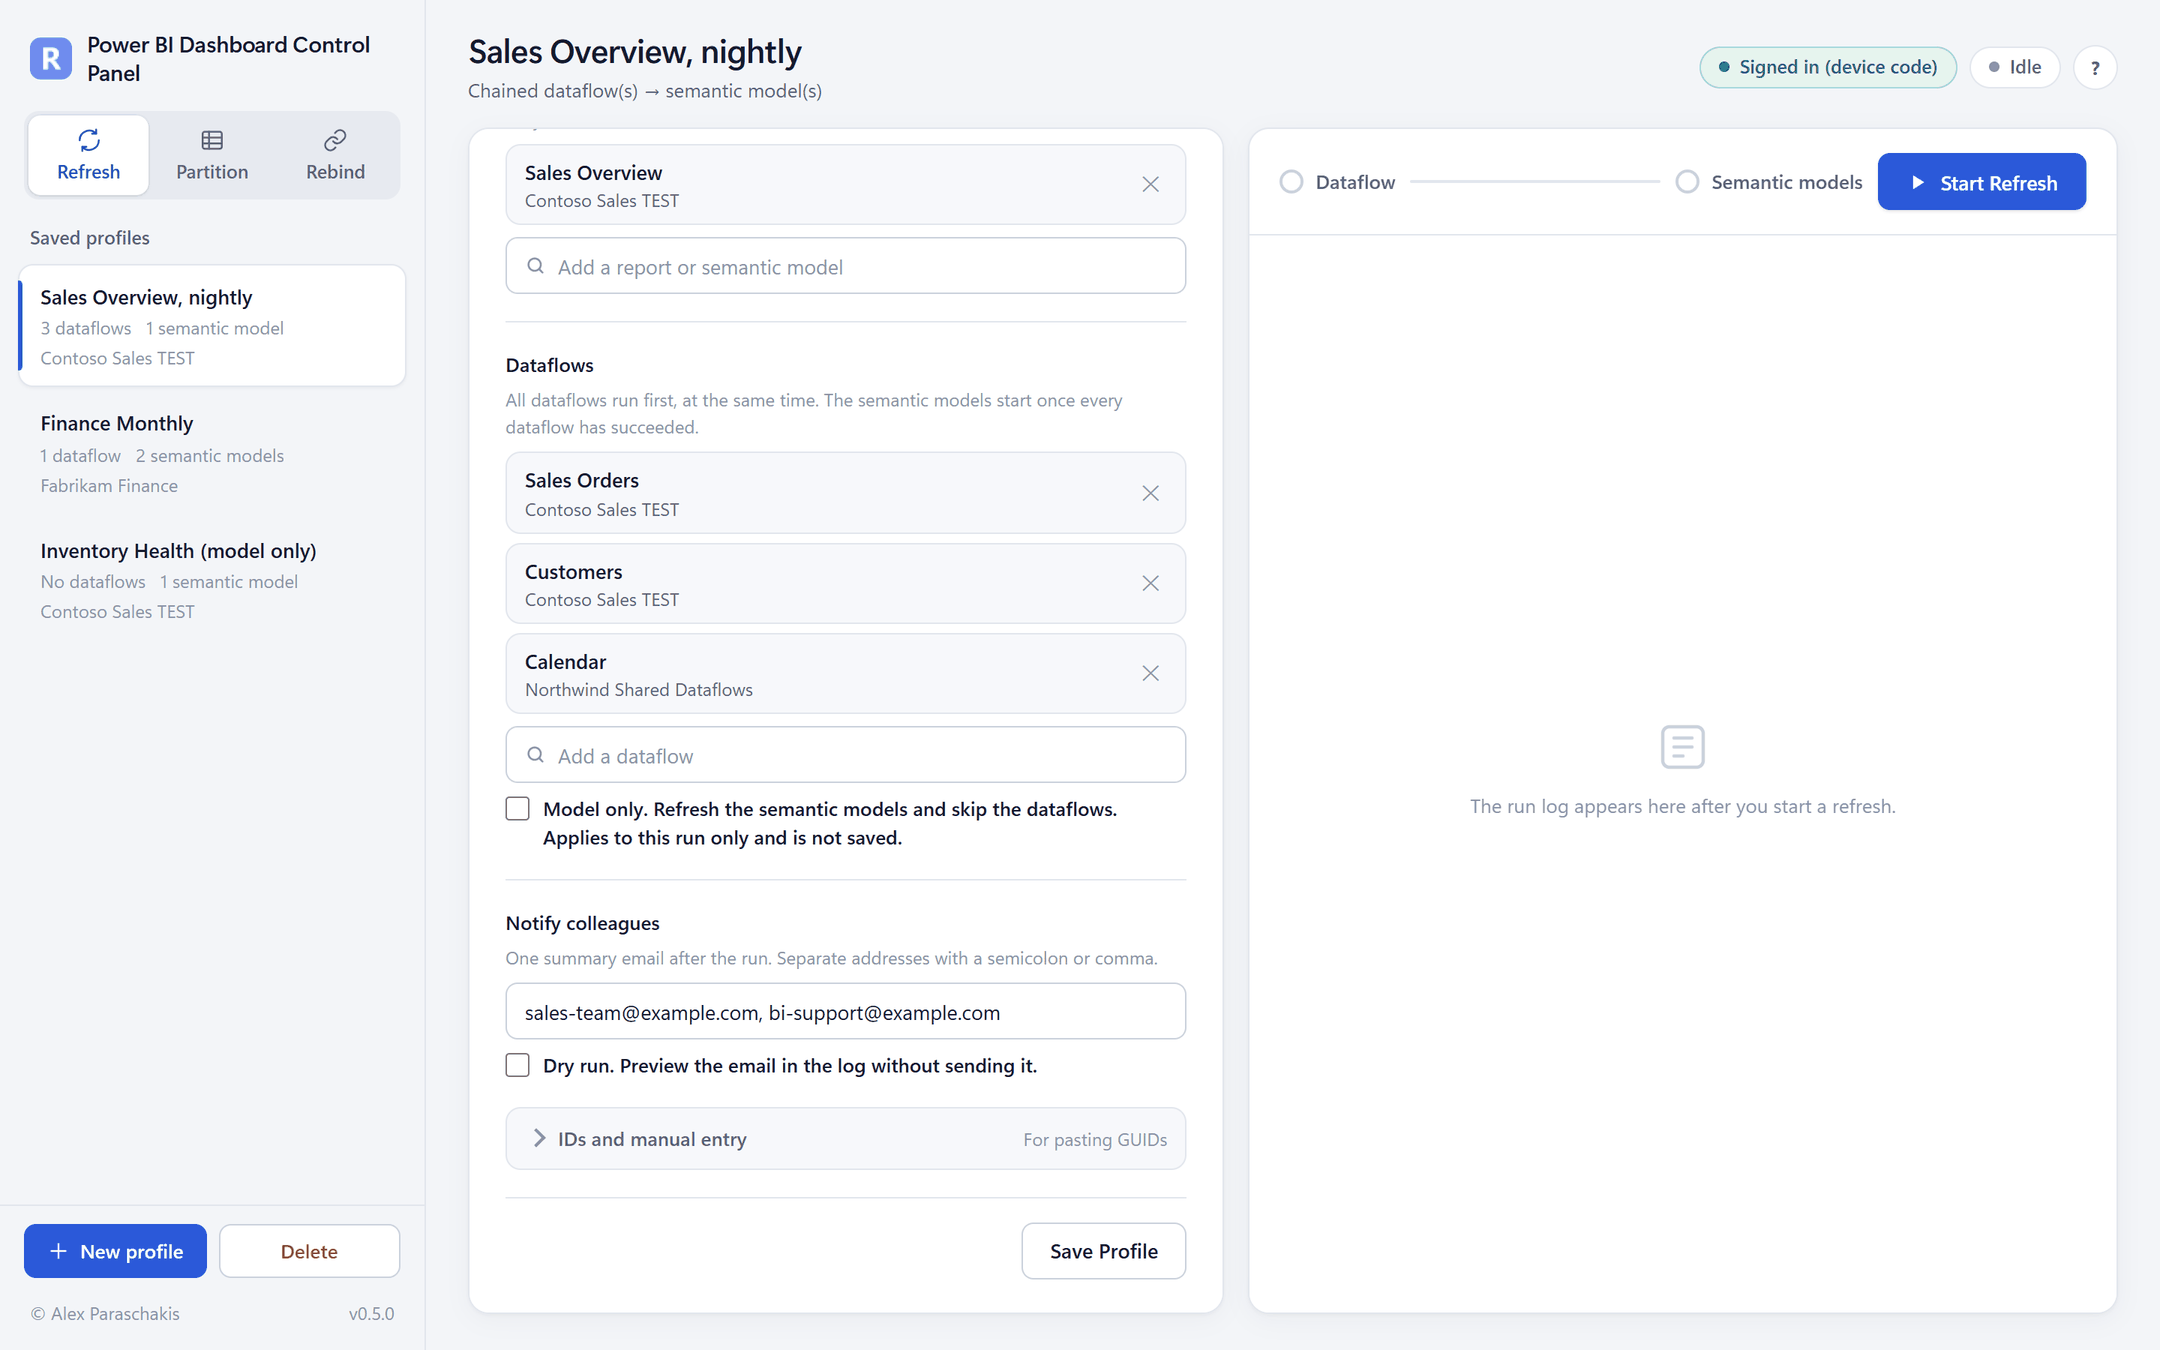 R
Power BI Dashboard Control
Panel
Refresh
Partition
Rebind
Saved profiles
Sales Overview, nightly
3 dataflows 1 semantic model
Contoso Sales TEST
Finance Monthly
1 dataflow 2 semantic models
Fabrikam Finance
Inventory Health (model only)
No dataflows 1 semantic model
Contoso Sales TEST
New profile
Delete
© Alex Paraschakis
v0.5.0
Sales Overview, nightly
Chained dataflow(s) → semantic model(s)
Signed in (device code)
Idle
?
Sales Overview
Contoso Sales TEST
Add a report or semantic model
Dataflows
All dataflows run first, at the same time. The semantic models start once every
dataflow has succeeded.
Sales Orders
Contoso Sales TEST
Customers
Contoso Sales TEST
Calendar
Northwind Shared Dataflows
Add a dataflow
Model only. Refresh the semantic models and skip the dataflows.
Applies to this run only and is not saved.
Notify colleagues
One summary email after the run. Separate addresses with a semicolon or comma.
sales-team@example.com, bi-support@example.com
Dry run. Preview the email in the log without sending it.
IDs and manual entry
For pasting GUIDs
Save Profile
Dataflow
Semantic models
Start Refresh
The run log appears here after you start a refresh.